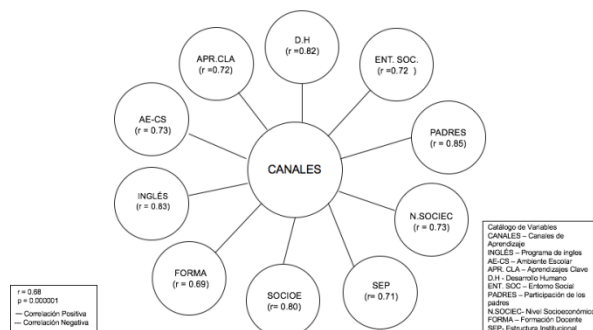 D.H
(r =0.82)
APR.CLA
(r =0.72)
ENT. SOC.
(r =0.72 )
AE-CS
(r = 0.73)
PADRES
(r = 0.85)
CANALES
INGLÉS
(r = 0.83)
N.SOCIEC
(r = 0.73)
FORMA
(r = 0.69)
SOCIOE
(r = 0.80)
SEP
(r= 0.71)
r = 0.68
p = 0.000001
— Correlación Positiva
— Correlación Negativa
Catálogo de Variables
CANALES – Canales de
Aprendizaje
INGLÉS – Programa de ingles
AE-CS – Ambiente Escolar
APR. CLA – Aprendizajes Clave
D.H - Desarrollo Humano
ENT. SOC – Entorno Social
PADRES – Participación de los
padres
N.SOCIEC- Nivel Socioeconómico
FORMA – Formación Docente
SEP- Estructura Institucional